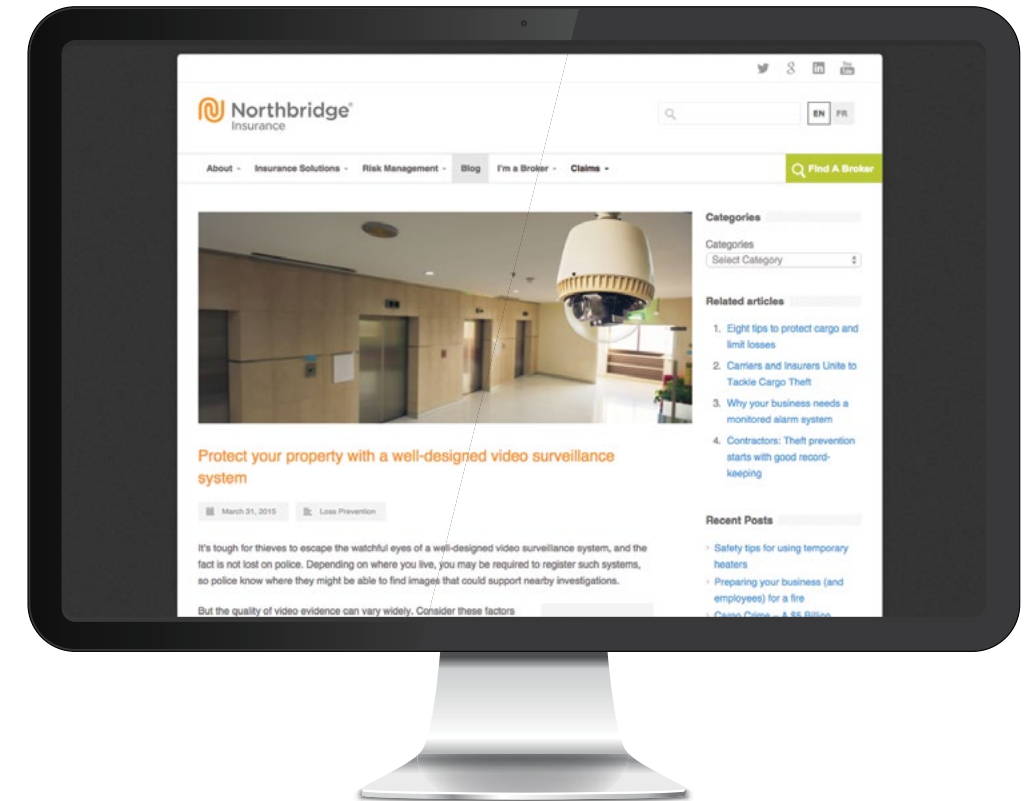 You Tube
Northbridge®
Insurance
EN FR
About Insurance Solutions Risk Management Blog I'm a Broker Claims Find A Broker
Categories
Categories
Select Category
Related articles
1. Eight tips to protect cargo and
limit losses
2. Carriers and Insurers Unite to
Tackle Cargo Theft
3. Why your business needs a
monitored alarm system
4. Contractors: Theft prevention
starts with good record-
keeping
Protect your property with a well-designed video surveillance
system
March 31, 2015 Loss Prevention
It's tough for thieves to escape the watchful eyes of a well-designed video surveillance system, and the
fact is not lost on police. Depending on where you live, you may be required to register such systems,
so police know where they might be able to find images that could support nearby investigations.
But the quality of video evidence can vary widely. Consider these factors
Recent Posts
Safety tips for using temporary
heaters
Preparing your business (and
employees) for a fire
Cargo Crime – A $5 Billion